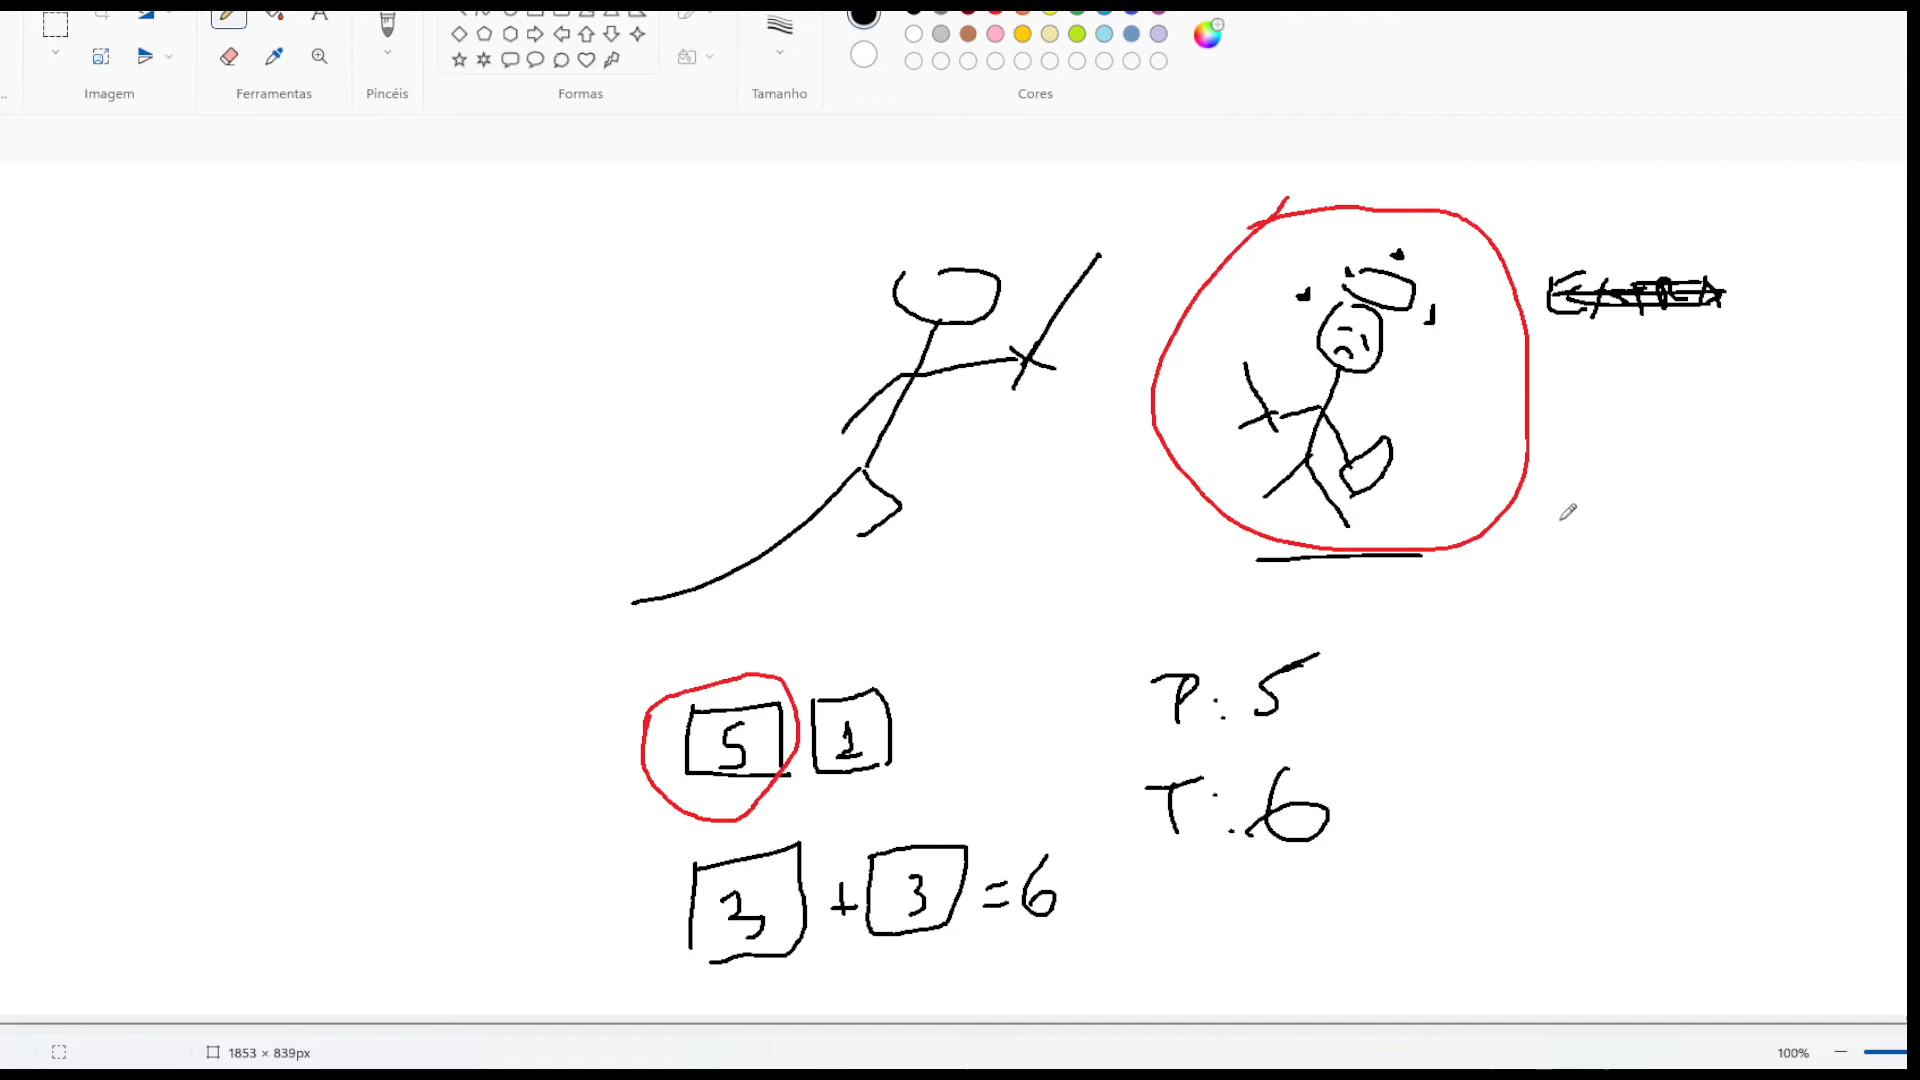 Imagem
Ferramentas
Pincéis
Formas
Tamanho
Cores
5 1
P: 5
T: 6
3 + 3 = 6
1853 × 839px
100%